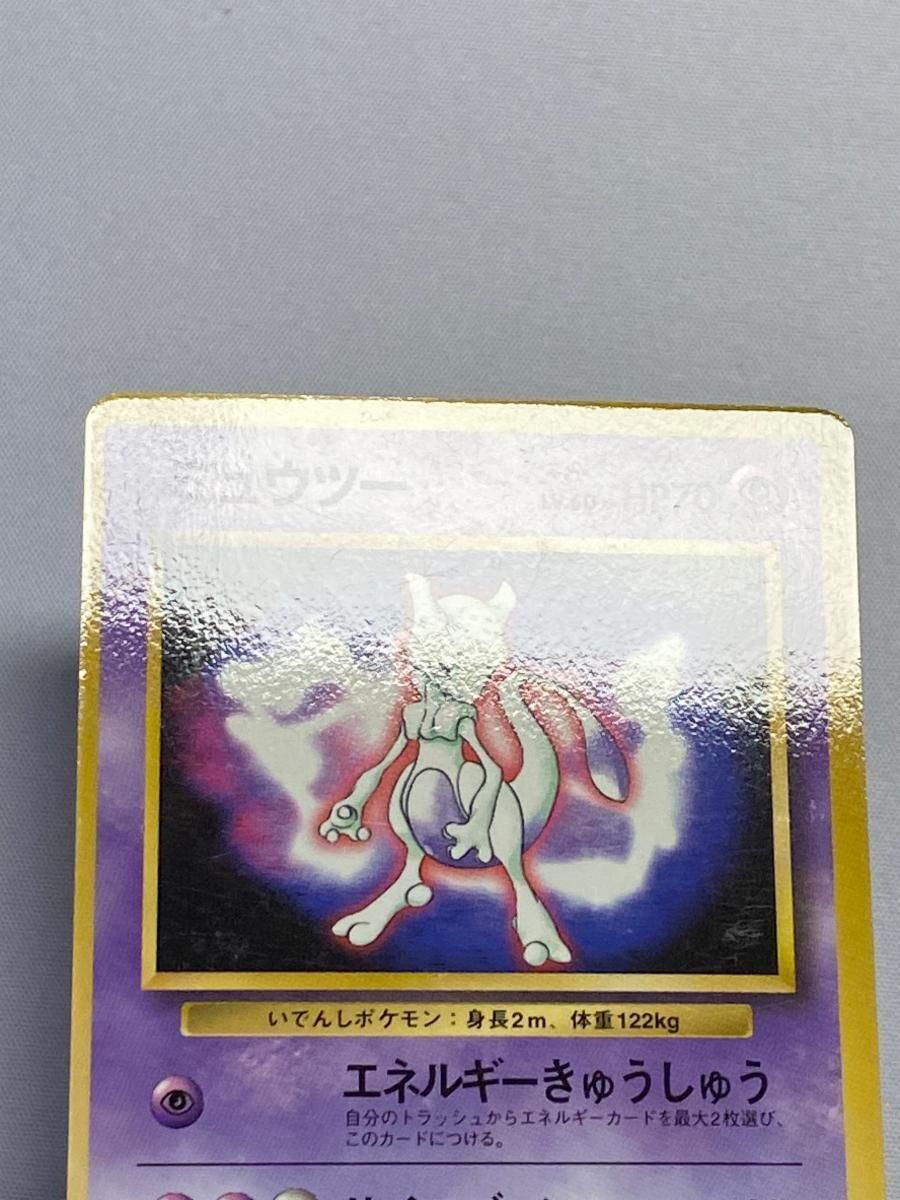 ミュウツー LV.60 HP70
いでんしポケモン：身長2m、体重122kg
エネルギーきゅうしゅう
自分のトラッシュからエネルギーカードを最大2枚選び、
このカードにつける。